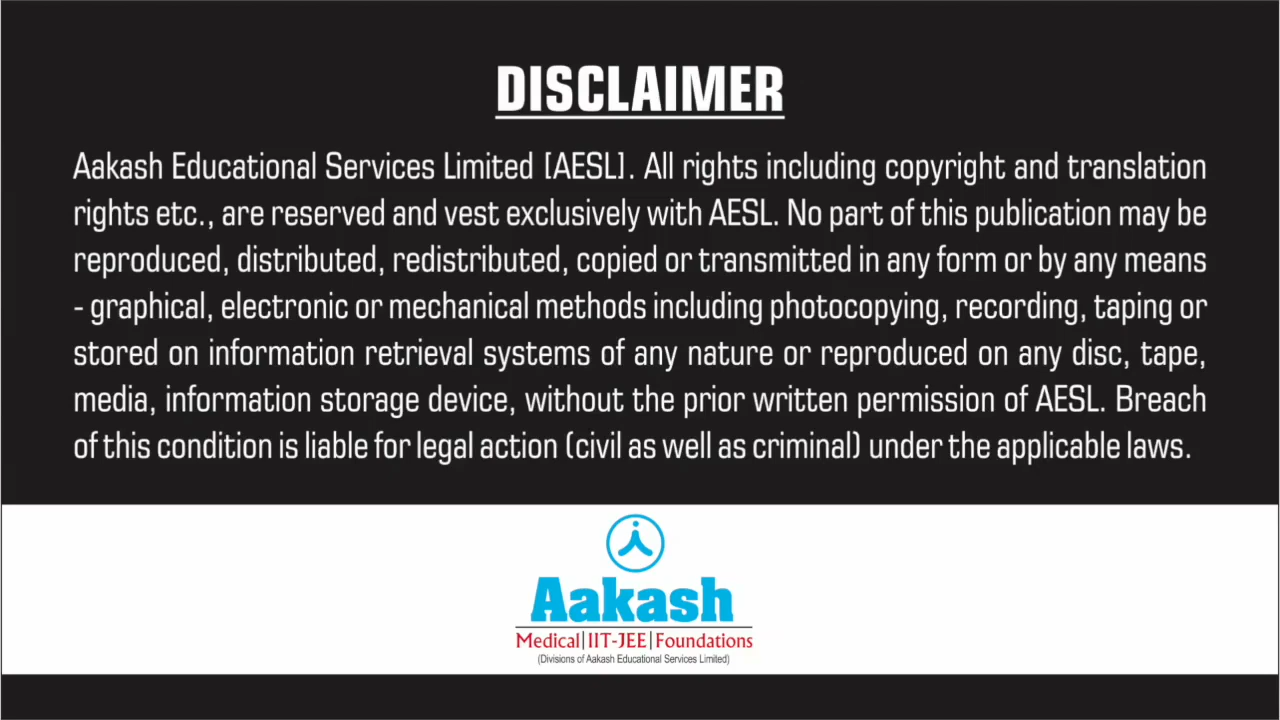 DISCLAIMER
Aakash Educational Services Limited [AESL]. All rights including copyright and translation
rights etc., are reserved and vest exclusively with AESL. No part of this publication may be
reproduced, distributed, redistributed, copied or transmitted in any form or by any means
- graphical, electronic or mechanical methods including photocopying, recording, taping or
stored on information retrieval systems of any nature or reproduced on any disc, tape,
media, information storage device, without the prior written permission of AESL. Breach
of this condition is liable for legal action (civil as well as criminal) under the applicable laws.
Aakash
Medical|IIT-JEE|Foundations
(Divisions of Aakash Educational Services Limited)